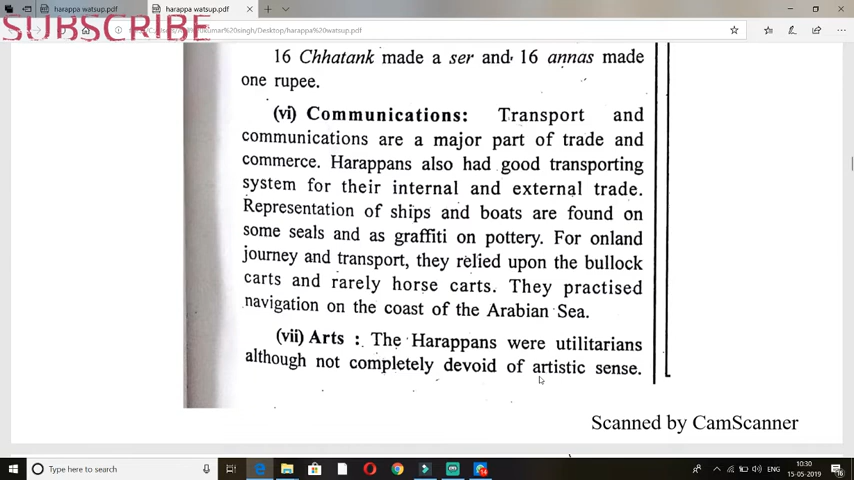 harappa watsup.pdf
harappa watsup.pdf
SUBSCRIBE
singh/Desktop/harappa%20watsup.pdf
16 Chhatank made a ser and 16 annas made
one rupee.
(vi) Communications: Transport and
communications are a major part of trade and
commerce. Harappans also had good transporting
system for their internal and external trade.
Representation of ships and boats are found on
some seals and as graffiti on pottery. For onland
journey and transport, they relied upon the bullock
carts and rarely horse carts. They practised
navigation on the coast of the Arabian Sea.
(vii) Arts : The Harappans were utilitarians
although not completely devoid of artistic sense.
Scanned by CamScanner
Type here to search
ENG
10:30
15-05-2019